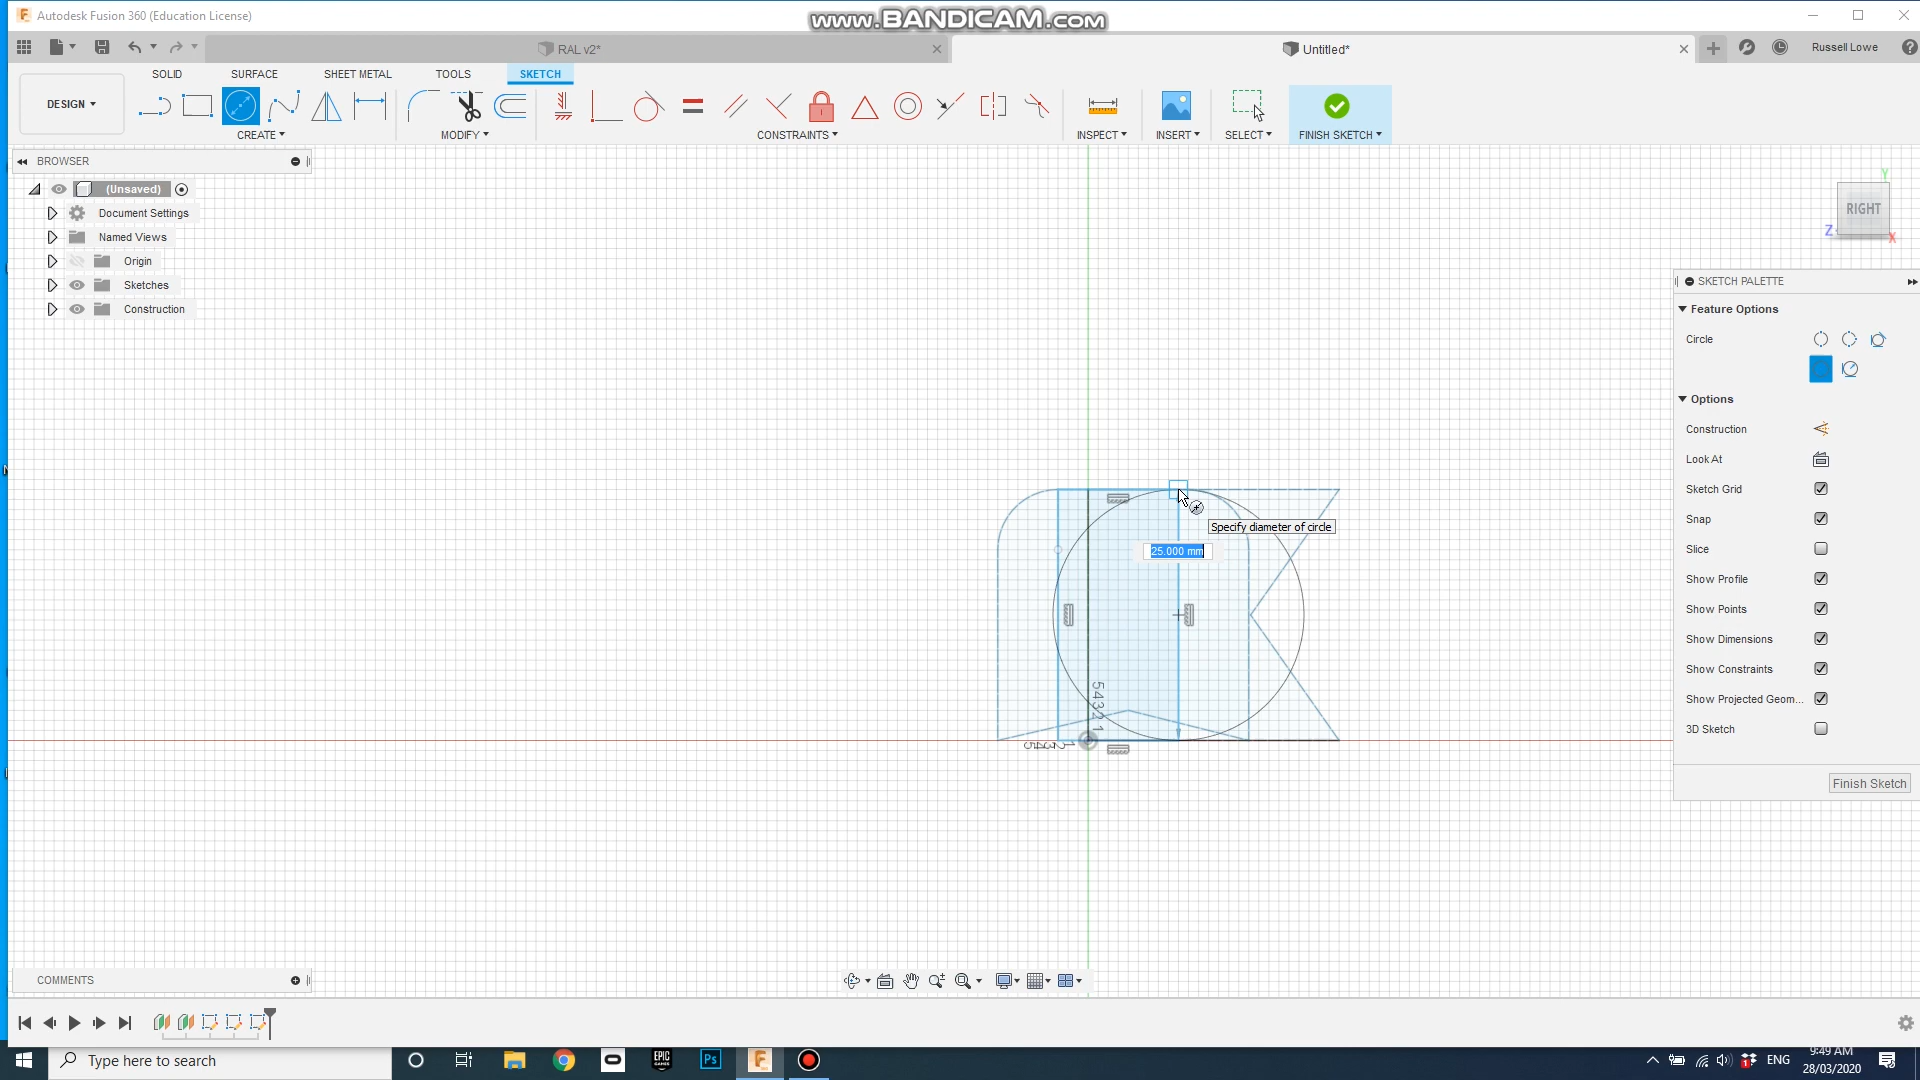 Autodesk Fusion 360 (Education License)
www.BANDICAM.com
RAL v2*
Untitled*
Russell Lowe
DESIGN
SOLID
SURFACE
SHEET METAL
TOOLS
SKETCH
CREATE
MODIFY
CONSTRAINTS
INSPECT
INSERT
SELECT
FINISH SKETCH
BROWSER
(Unsaved)
Document Settings
Named Views
Origin
Sketches
Construction
Y
RIGHT
Z
X
SKETCH PALETTE
Feature Options
Circle
Options
Construction
Look At
Sketch Grid
Snap
Slice
Show Profile
Show Points
Show Dimensions
Show Constraints
Show Projected Geom...
3D Sketch
Finish Sketch
Specify diameter of circle
25.000 mm
COMMENTS
Type here to search
EPIC GAMES
Ps
ENG
9:49 AM
28/03/2020